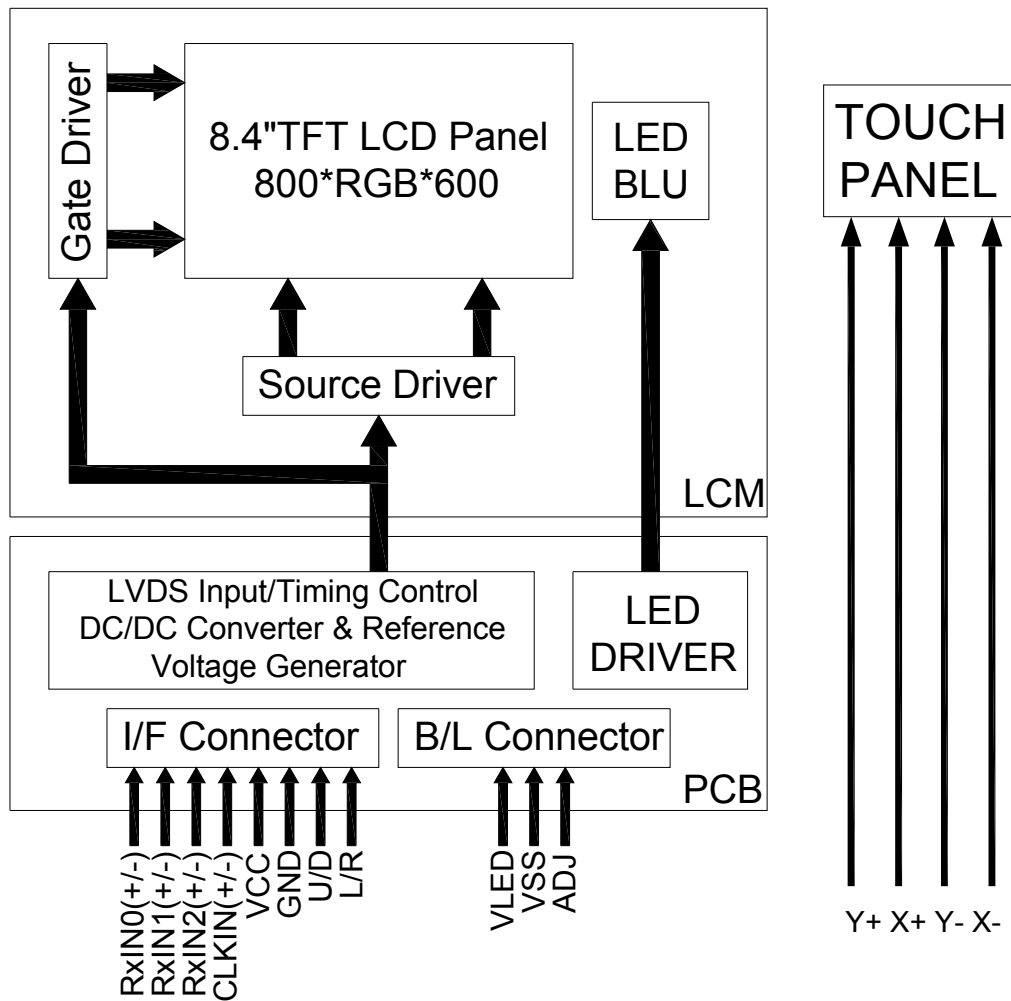 Gate Driver
8.4"TFT LCD Panel
800*RGB*600
LED
BLU
TOUCH
PANEL
Source Driver
LCM
LVDS Input/Timing Control
DC/DC Converter & Reference
Voltage Generator
LED
DRIVER
I/F Connector
B/L Connector
PCB
RxIN0(+/-)
RxIN1(+/-)
RxIN2(+/-)
CLKIN(+/-)
VCC
GND
U/D
L/R
VLED
VSS
ADJ
Y+ X+ Y- X-